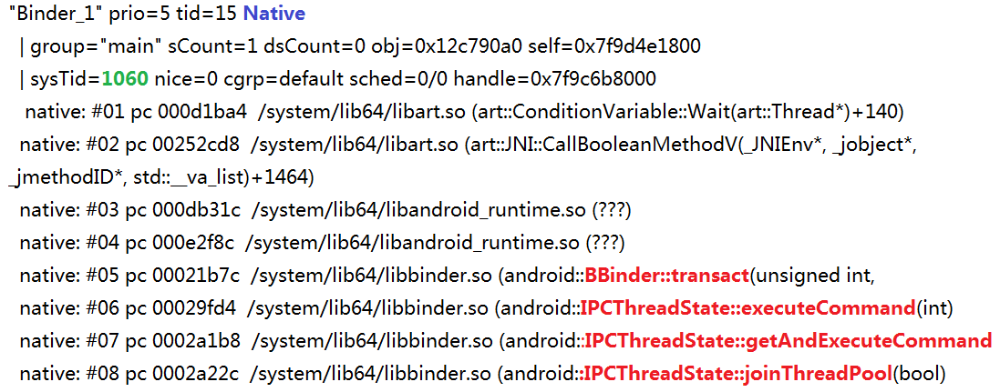 "Binder_1" prio=5 tid=15 Native
| group="main" sCount=1 dsCount=0 obj=0x12c790a0 self=0x7f9d4e1800
| sysTid=1060 nice=0 cgrp=default sched=0/0 handle=0x7f9c6b8000
native: #01 pc 000d1ba4 /system/lib64/libart.so (art::ConditionVariable::Wait(art::Thread*)+140)
native: #02 pc 00252cd8 /system/lib64/libart.so (art::JNI::CallBooleanMethodV(_JNIEnv*, _jobject*,
_jmethodID*, std::__va_list)+1464)
native: #03 pc 000db31c /system/lib64/libandroid_runtime.so (???)
native: #04 pc 000e2f8c /system/lib64/libandroid_runtime.so (???)
native: #05 pc 00021b7c /system/lib64/libbinder.so (android::BBinder::transact(unsigned int,
native: #06 pc 00029fd4 /system/lib64/libbinder.so (android::IPCThreadState::executeCommand(int)
native: #07 pc 0002a1b8 /system/lib64/libbinder.so (android::IPCThreadState::getAndExecuteCommand
native: #08 pc 0002a22c /system/lib64/libbinder.so (android::IPCThreadState::joinThreadPool(bool)